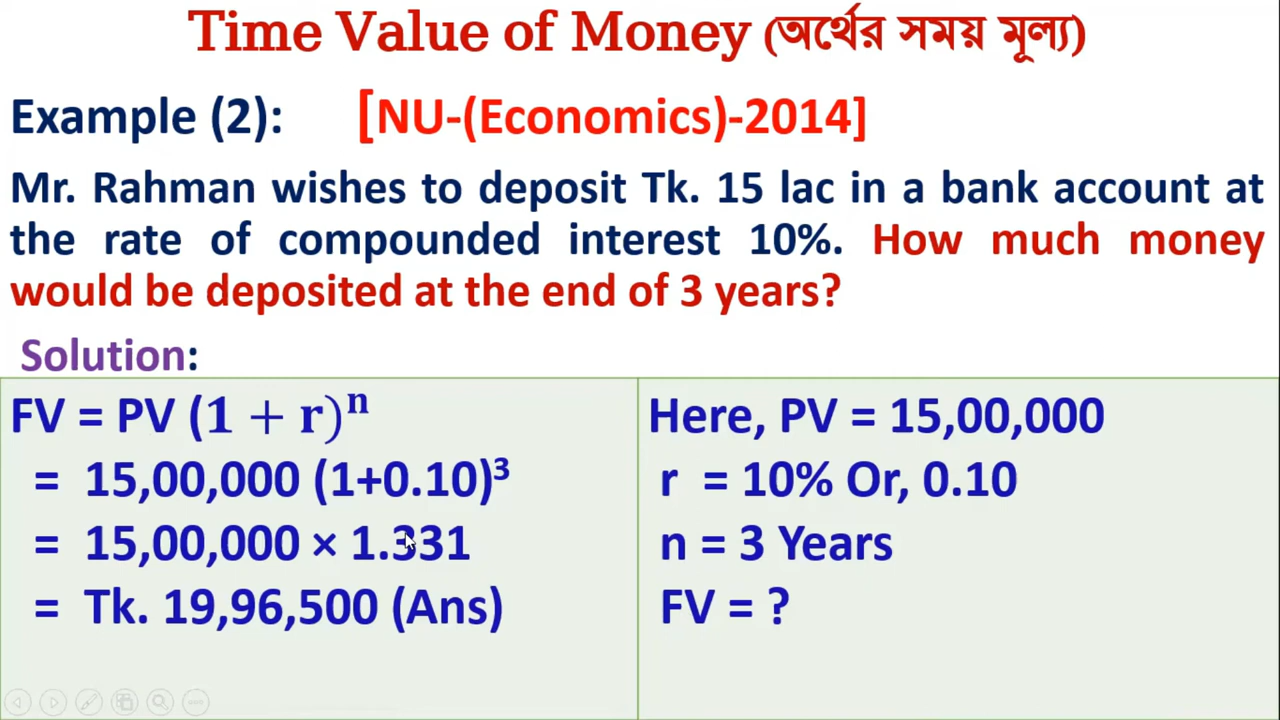 Time Value of Money (অর্থের সময় মূল্য)
Example (2): [NU-(Economics)-2014]
Mr. Rahman wishes to deposit Tk. 15 lac in a bank account at
the rate of compounded interest 10%. How much money
would be deposited at the end of 3 years?
Solution:
FV = PV (1 + r)ⁿ
= 15,00,000 (1+0.10)³
= 15,00,000 × 1.331
= Tk. 19,96,500 (Ans)
Here, PV = 15,00,000
r = 10% Or, 0.10
n = 3 Years
FV = ?